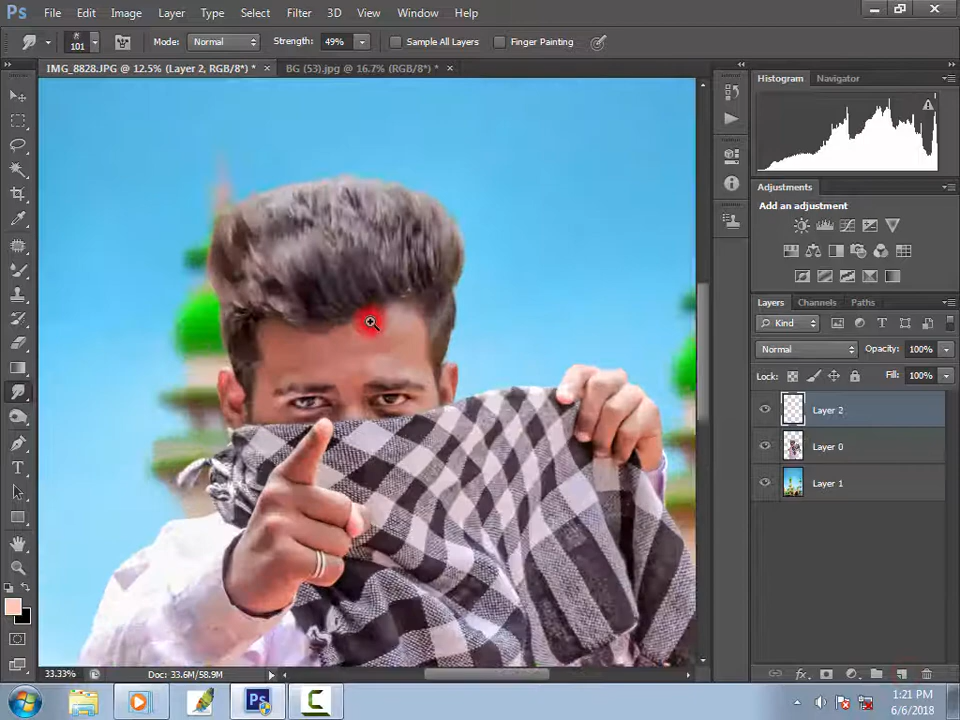 Ps File Edit Image Layer Type Select Filter 3D View Window Help
101 Mode: Normal Strength: 49% Sample All Layers Finger Painting
IMG_8828.JPG @ 12.5% (Layer 2, RGB/8*) * × BG (53).jpg @ 16.7% (RGB/8*) * ×
Histogram Navigator
Adjustments
Add an adjustment
Layers Channels Paths
Kind
Normal Opacity: 100%
Lock: Fill: 100%
Layer 2
Layer 0
Layer 1
33.33% Doc: 33.6M/58.9M
fx
Ps C 1:21 PM
6/6/2018